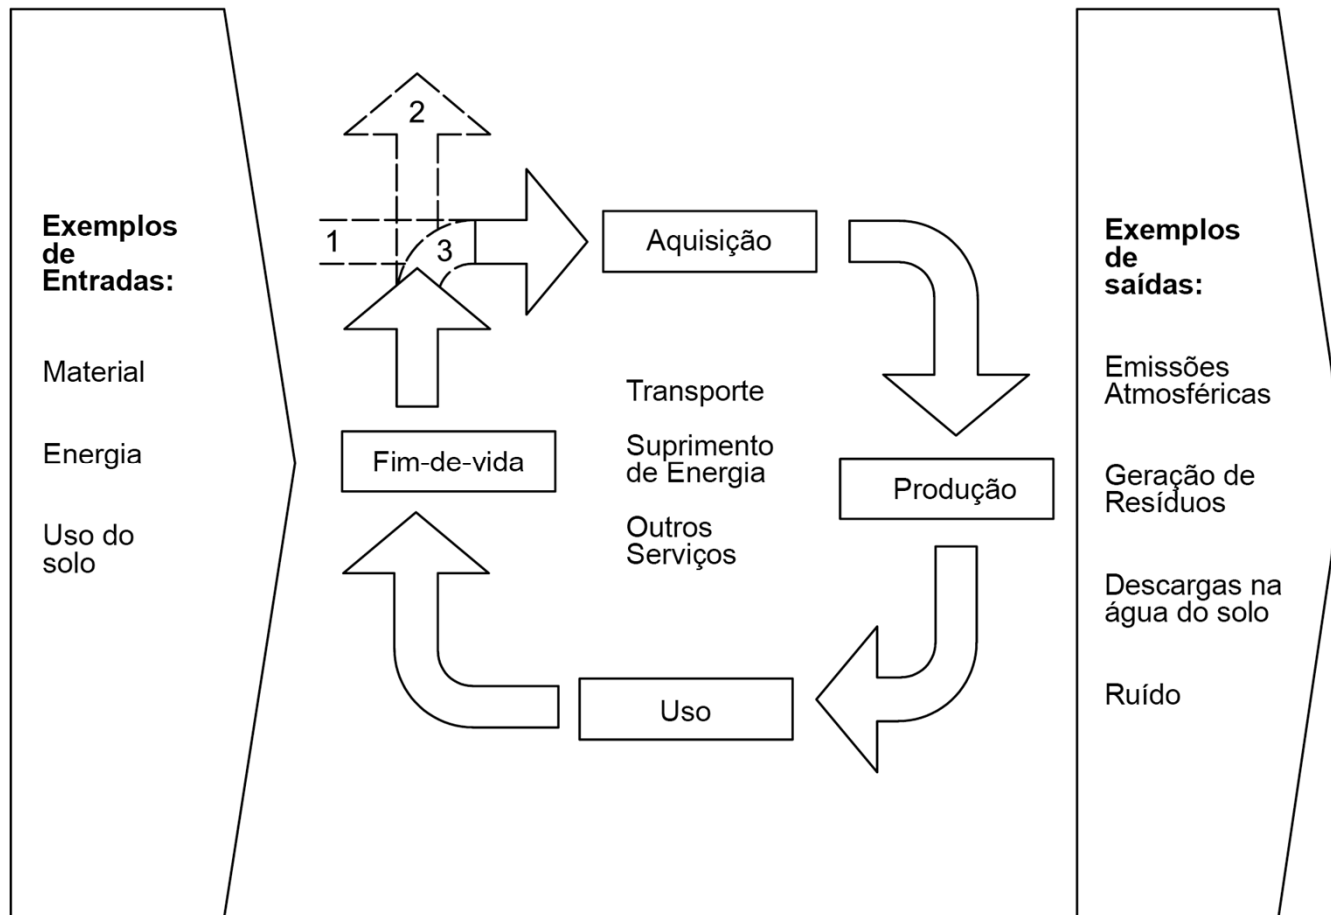 Exemplos
de
Entradas:
Material
Energia
Uso do
solo
2
1
3
Aquisição
Transporte
Suprimento
de Energia
Outros
Serviços
Fim-de-vida
Produção
Uso
Exemplos
de
saídas:
Emissões
Atmosféricas
Geração de
Resíduos
Descargas na
água do solo
Ruído